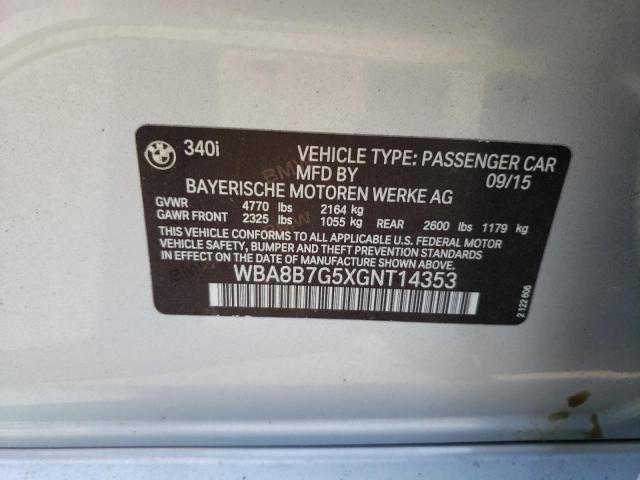 340i
VEHICLE TYPE: PASSENGER CAR
MFD BY
09/15
BAYERISCHE MOTOREN WERKE AG
GVWR 4770 lbs 2164 kg
GAWR FRONT 2325 lbs 1055 kg REAR 2600 lbs 1179 kg
THIS VEHICLE CONFORMS TO ALL APPLICABLE U.S. FEDERAL MOTOR
VEHICLE SAFETY, BUMPER AND THEFT PREVENTION STANDARDS
IN EFFECT ON THE DATE OF MANUFACTURE SHOWN ABOVE.
WBA8B7G5XGNT14353
2 122 606